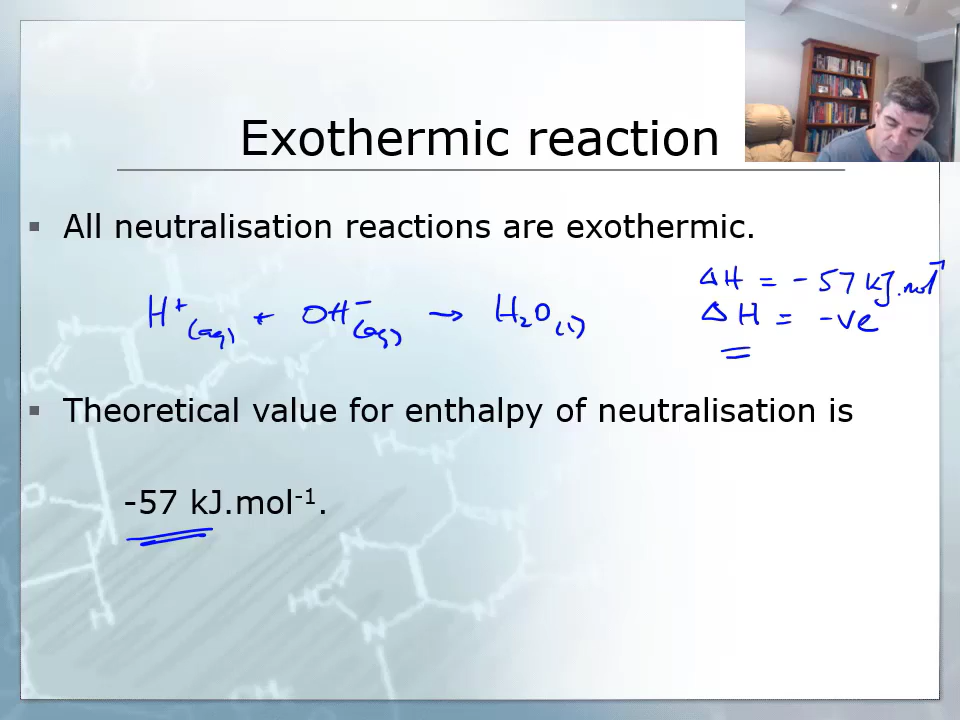 Exothermic reaction
▪ All neutralisation reactions are exothermic.
ΔH = -57 kJ.mol⁻¹
H⁺(aq) + OH⁻(aq) → H₂O(l)
ΔH = -ve
▪ Theoretical value for enthalpy of neutralisation is
-57 kJ.mol⁻¹.